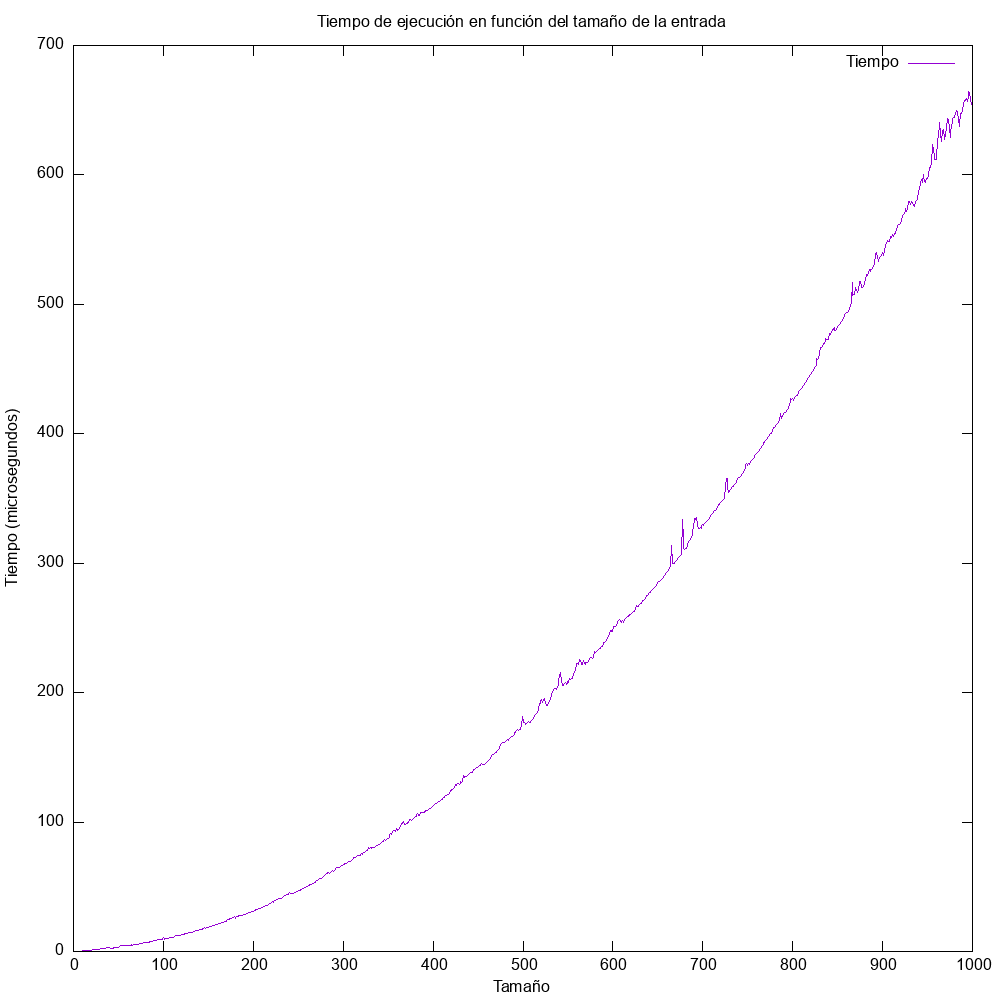 Tiempo de ejecución en función del tamaño de la entrada
700
Tiempo
600
500
400
Tiempo (microsegundos)
300
200
100
0
0 100 200 300 400 500 600 700 800 900 1000
Tamaño